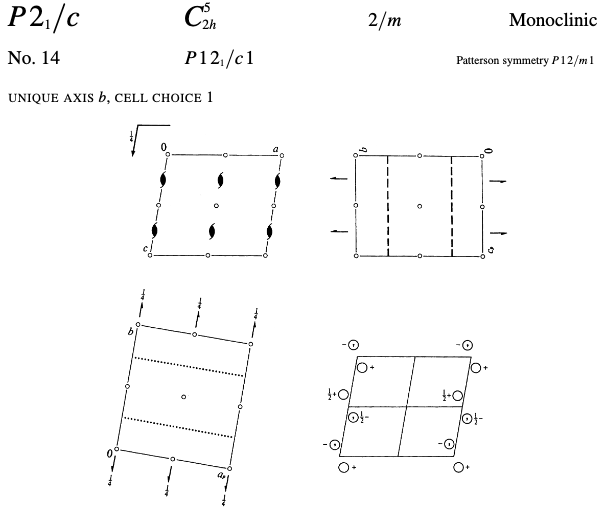 P2₁/c C⁵₂ₕ 2/m Monoclinic
No. 14 P12₁/c1 Patterson symmetry P12/m1
UNIQUE AXIS b, CELL CHOICE 1
¼ 0 a b 0
c c
¼ ¼ ¼
b
0 aₚ
¼ ¼ ¼
- -
+ +
½+ ½+
½- ½-
- -
+ +